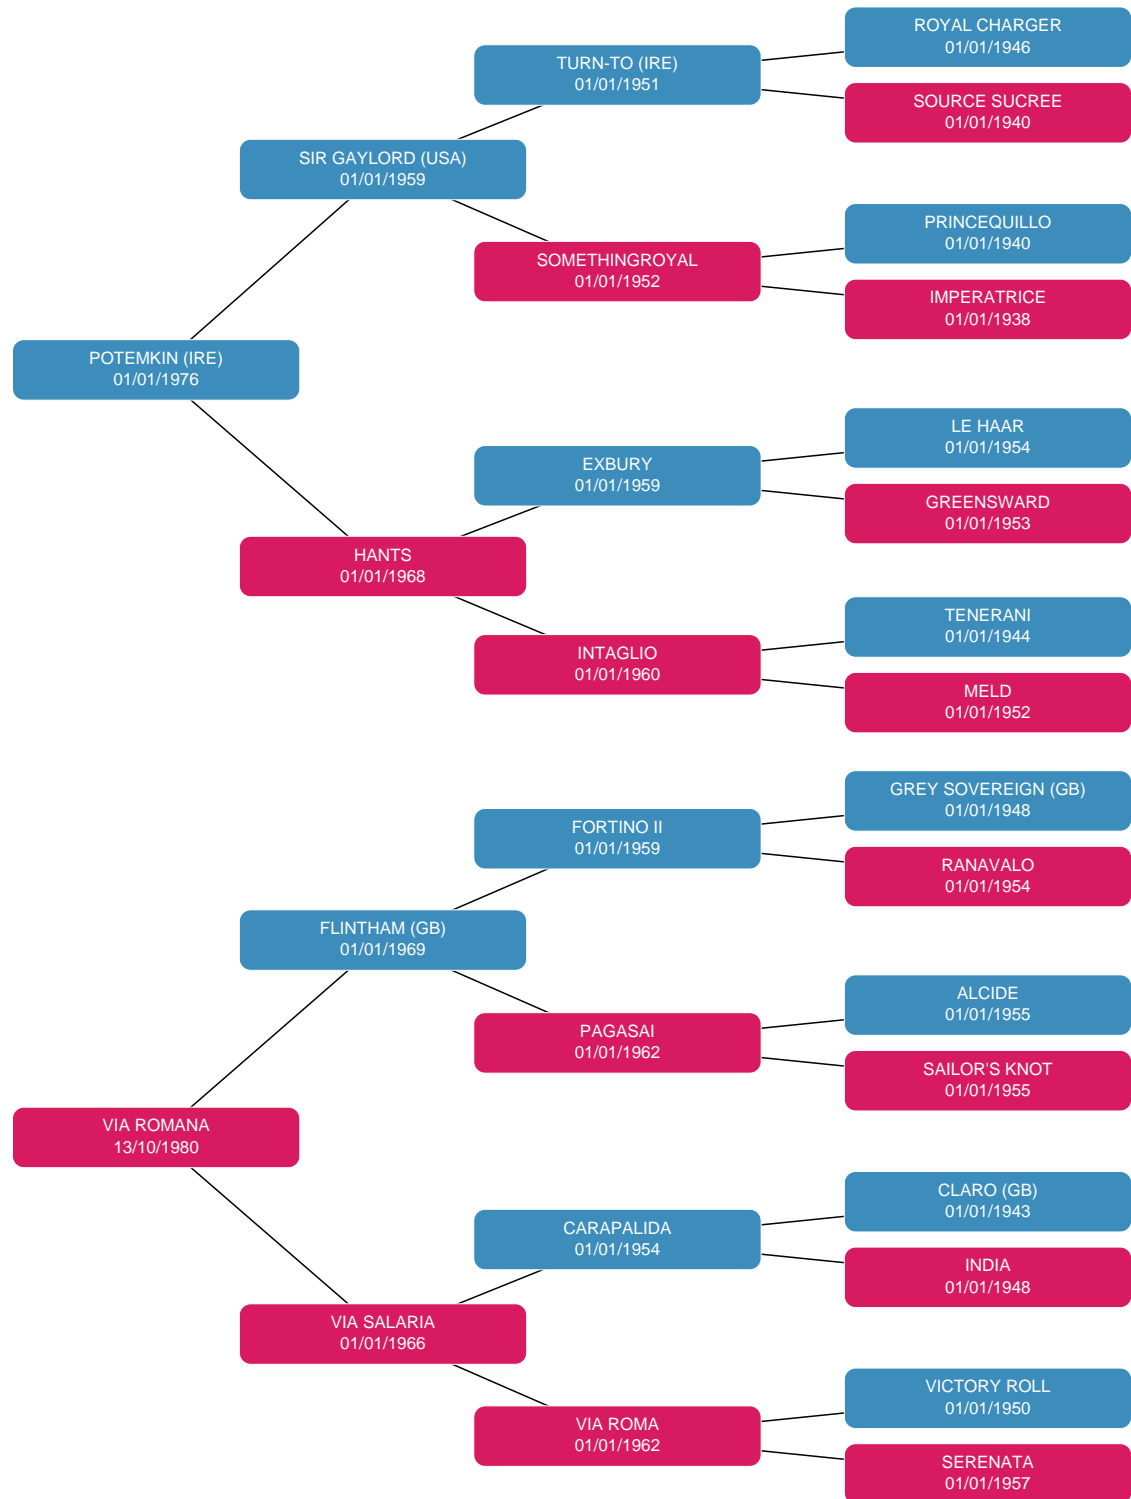 ROYAL CHARGER
01/01/1946
TURN-TO (IRE)
01/01/1951
SOURCE SUCREE
01/01/1940
SIR GAYLORD (USA)
01/01/1959
PRINCEQUILLO
01/01/1940
SOMETHINGROYAL
01/01/1952
IMPERATRICE
01/01/1938
POTEMKIN (IRE)
01/01/1976
LE HAAR
01/01/1954
EXBURY
01/01/1959
GREENSWARD
01/01/1953
HANTS
01/01/1968
TENERANI
01/01/1944
INTAGLIO
01/01/1960
MELD
01/01/1952
GREY SOVEREIGN (GB)
01/01/1948
FORTINO II
01/01/1959
RANAVALO
01/01/1954
FLINTHAM (GB)
01/01/1969
ALCIDE
01/01/1955
PAGASAI
01/01/1962
SAILOR'S KNOT
01/01/1955
VIA ROMANA
13/10/1980
CLARO (GB)
01/01/1943
CARAPALIDA
01/01/1954
INDIA
01/01/1948
VIA SALARIA
01/01/1966
VICTORY ROLL
01/01/1950
VIA ROMA
01/01/1962
SERENATA
01/01/1957